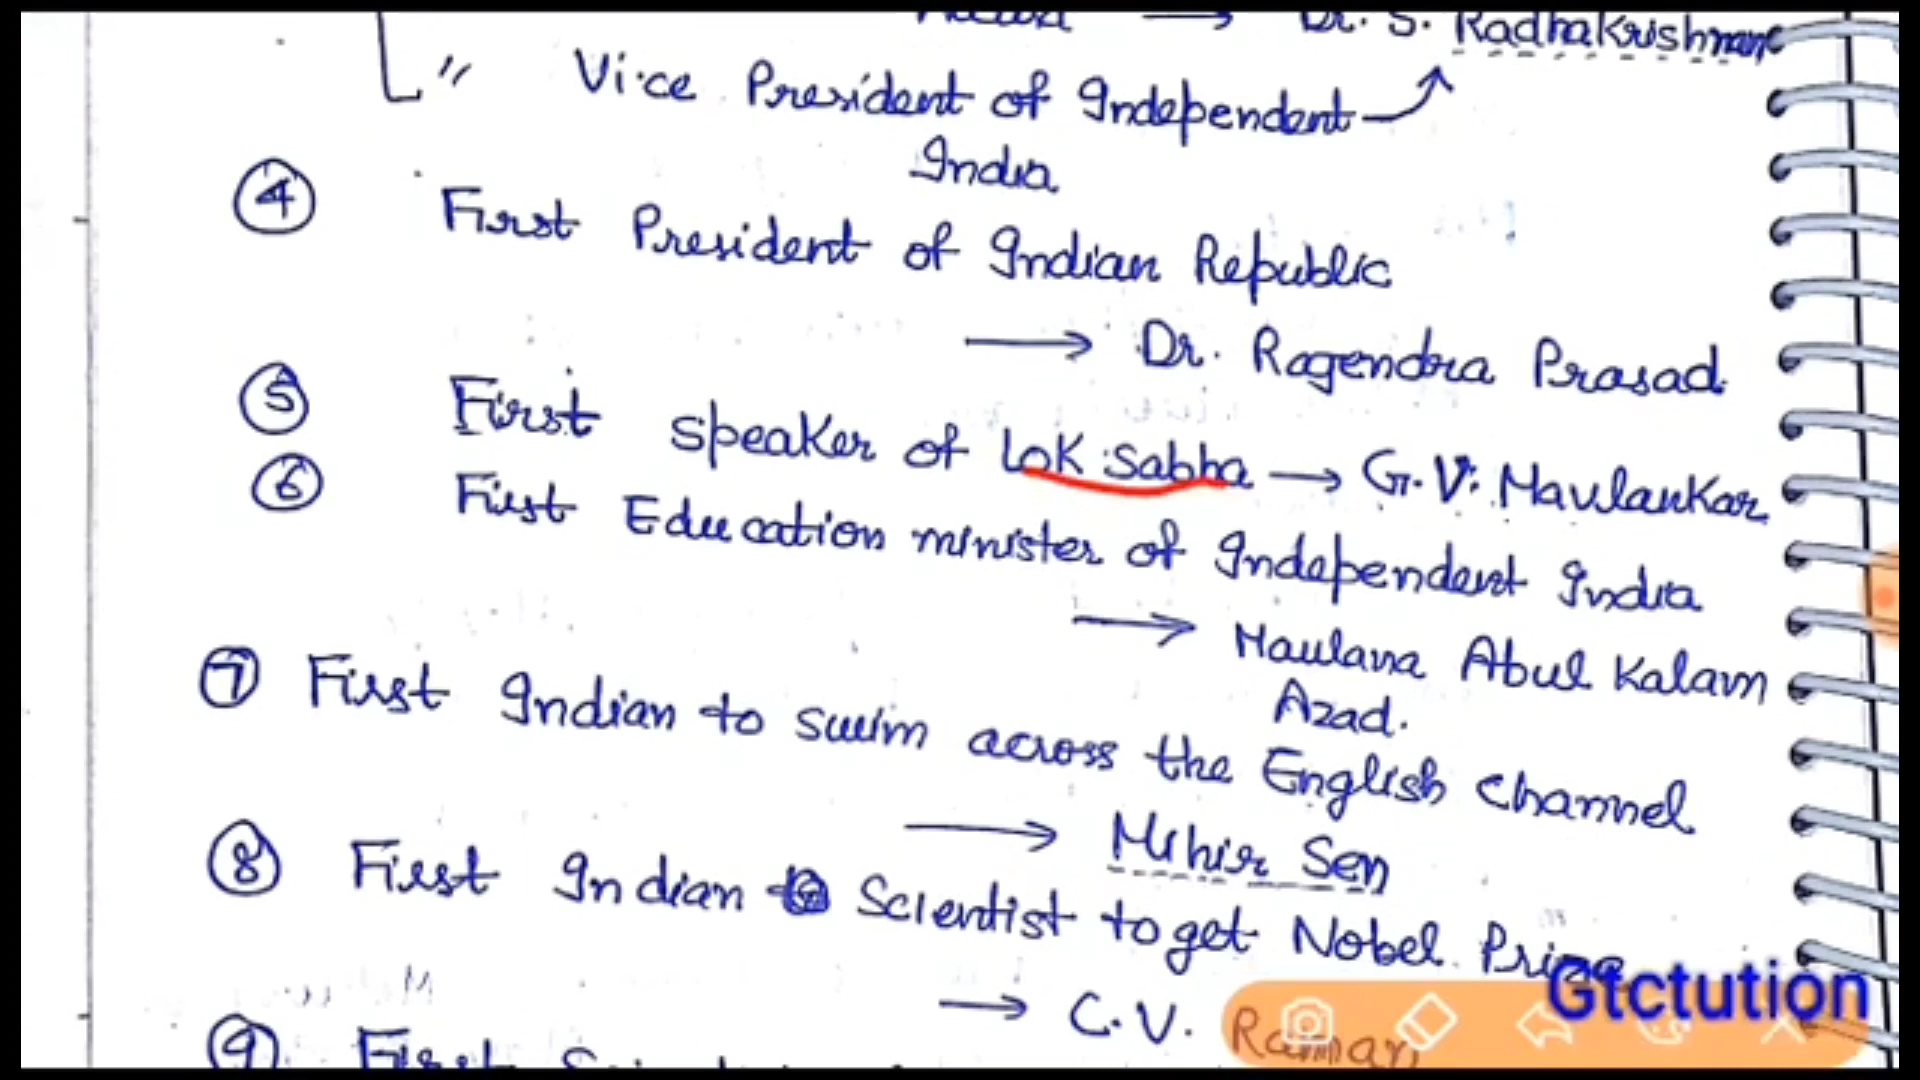 → Dr. S. Radhakrishnan
" Vice President of Independent
India
④ First President of Indian Republic
→ Dr. Ragendra Prasad
⑤ First speaker of Lok Sabha → G.V. Mavlankar
⑥ First Education minister of Independent India
→ Maulana Abul Kalam
Azad.
⑦ First Indian to swim across the English Channel
→ Mihir Sen
⑧ First Indian Scientist to get Nobel Prize
→ C.V. Raman
⑨ First
Gtctution